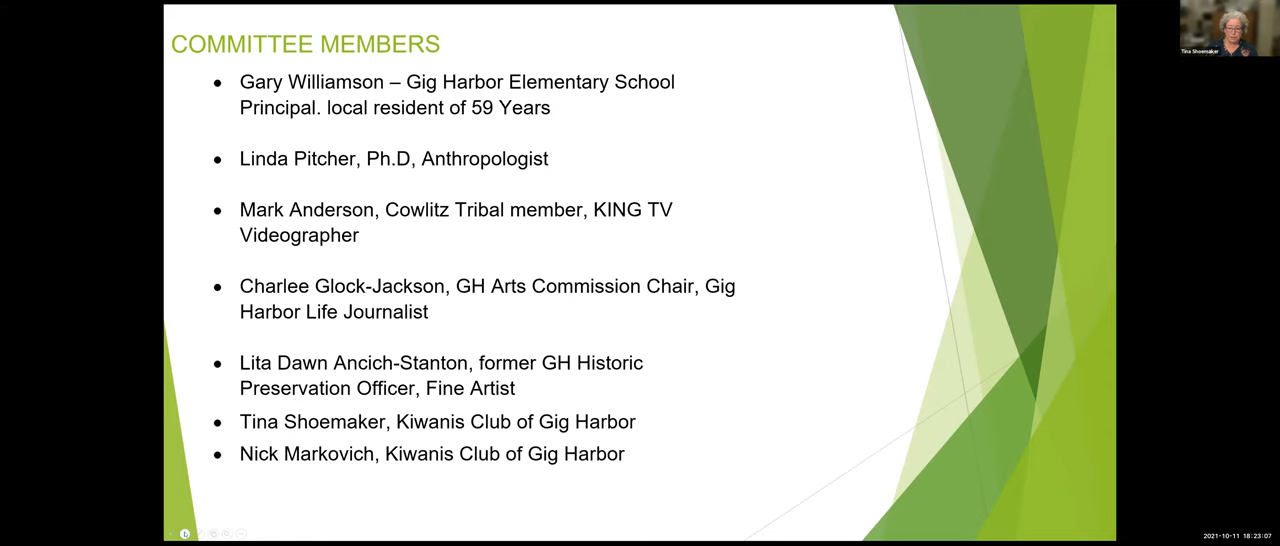 COMMITTEE MEMBERS
Tina Shoemaker
• Gary Williamson – Gig Harbor Elementary School
Principal. local resident of 59 Years
• Linda Pitcher, Ph.D, Anthropologist
• Mark Anderson, Cowlitz Tribal member, KING TV
Videographer
• Charlee Glock-Jackson, GH Arts Commission Chair, Gig
Harbor Life Journalist
• Lita Dawn Ancich-Stanton, former GH Historic
Preservation Officer, Fine Artist
• Tina Shoemaker, Kiwanis Club of Gig Harbor
• Nick Markovich, Kiwanis Club of Gig Harbor
2021-10-11 18:23:07